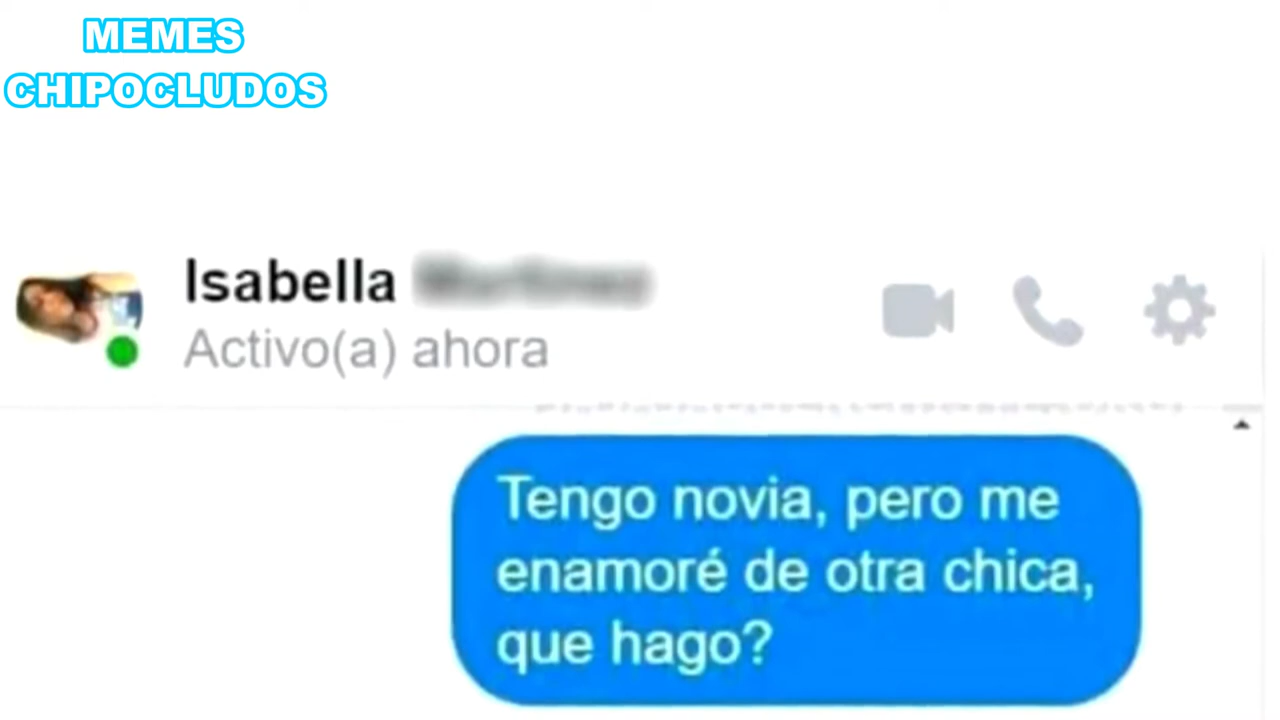 MEMES
CHIPOCLUDOS
Isabella
Activo(a) ahora
Tengo novia, pero me
enamoré de otra chica,
que hago?